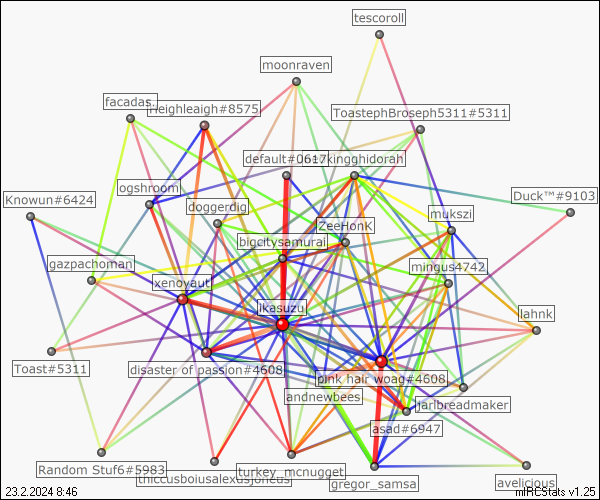 tescoroll
moonraven
facadas.
heighleaigh#8575
ToastephBroseph5311#5311
default#0617
kingghidorah
ogshroom
Knowun#6424
doggerdig
Duck™#9103
mukszi
ZeeHonK
bigcitysamurai
gazpachoman
mingus4742
xenoyaut
ikasuzu
lahnk
Toast#5311
disaster of passion#4608
pink hair woag#4608
andnewbees
jarlbreadmaker
asad#6947
Random Stuf6#5983
thiccusboiusalexusjoncus
turkey_mcnugget
gregor_samsa
avelicious
23.2.2024 8:46
mIRCStats v1.25